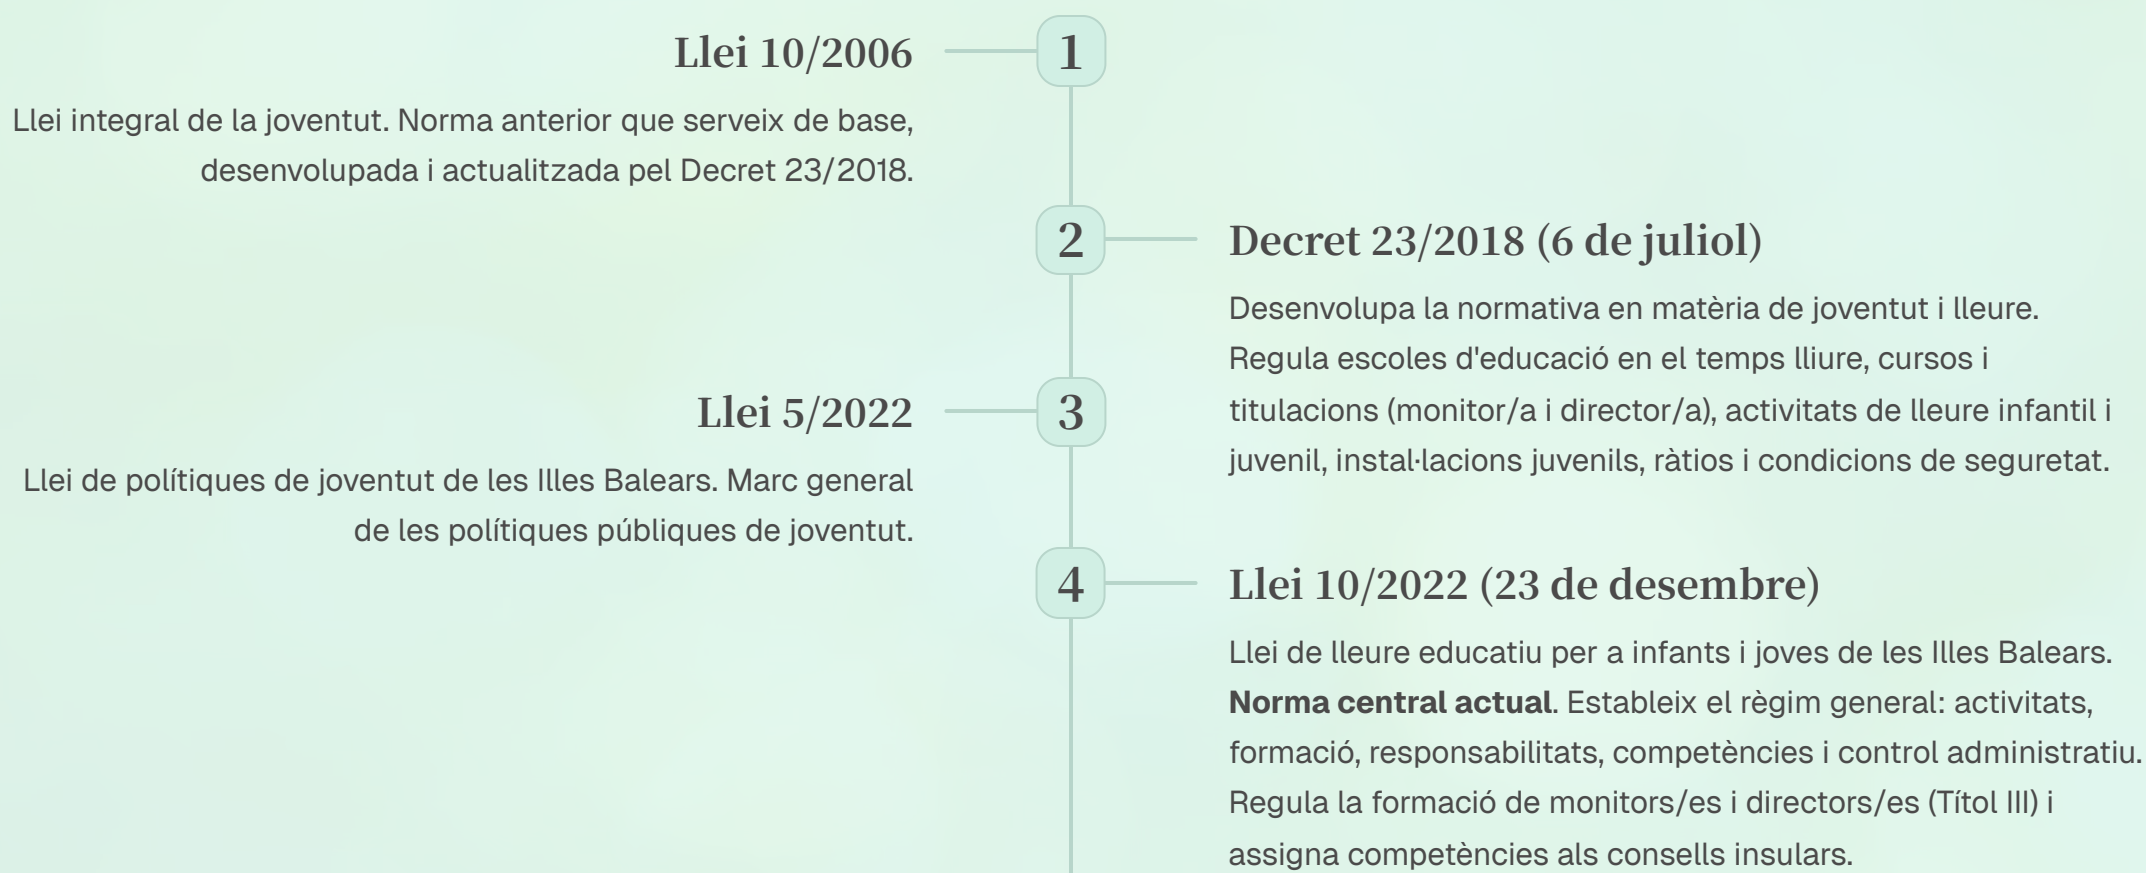 Llei 10/2006
1
Llei integral de la joventut. Norma anterior que serveix de base,
desenvolupada i actualitzada pel Decret 23/2018.
2
Decret 23/2018 (6 de juliol)
Desenvolupa la normativa en matèria de joventut i lleure.
Regula escoles d'educació en el temps lliure, cursos i
titulacions (monitor/a i director/a), activitats de lleure infantil i
juvenil, instal·lacions juvenils, ràtios i condicions de seguretat.
Llei 5/2022
3
Llei de polítiques de joventut de les Illes Balears. Marc general
de les polítiques públiques de joventut.
4
Llei 10/2022 (23 de desembre)
Llei de lleure educatiu per a infants i joves de les Illes Balears.
Norma central actual. Estableix el règim general: activitats,
formació, responsabilitats, competències i control administratiu.
Regula la formació de monitors/es i directors/es (Títol III) i
assigna competències als consells insulars.